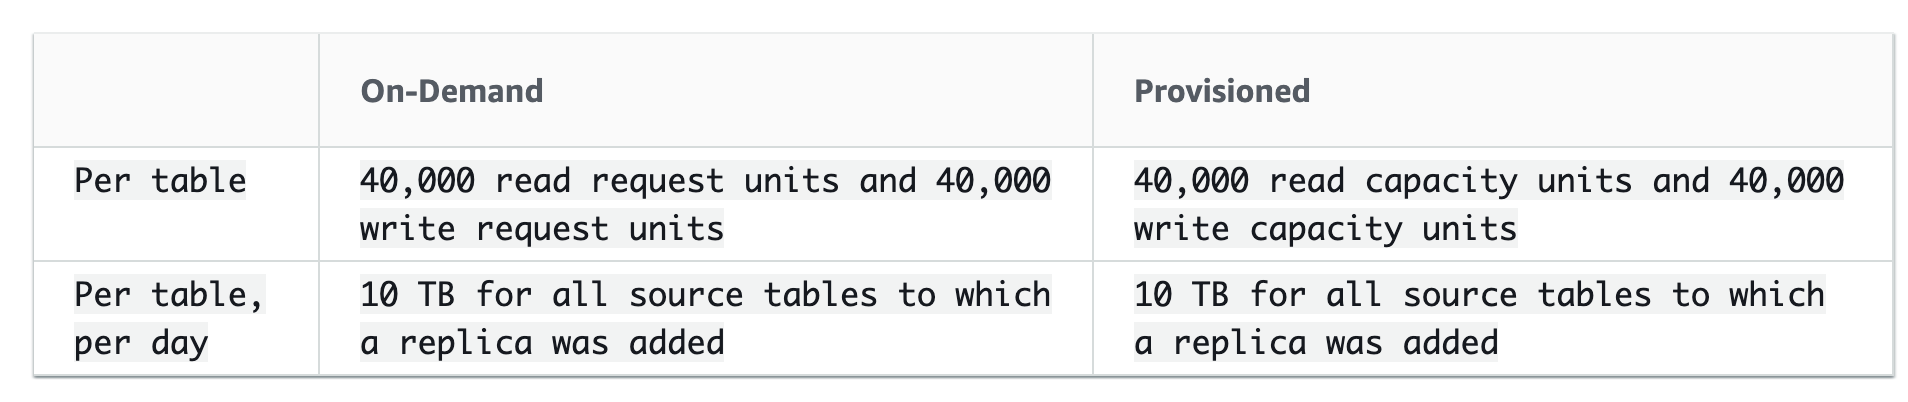 On-Demand
Provisioned
Per table
40,000 read request units and 40,000
write request units
40,000 read capacity units and 40,000
write capacity units
Per table,
per day
10 TB for all source tables to which
a replica was added
10 TB for all source tables to which
a replica was added